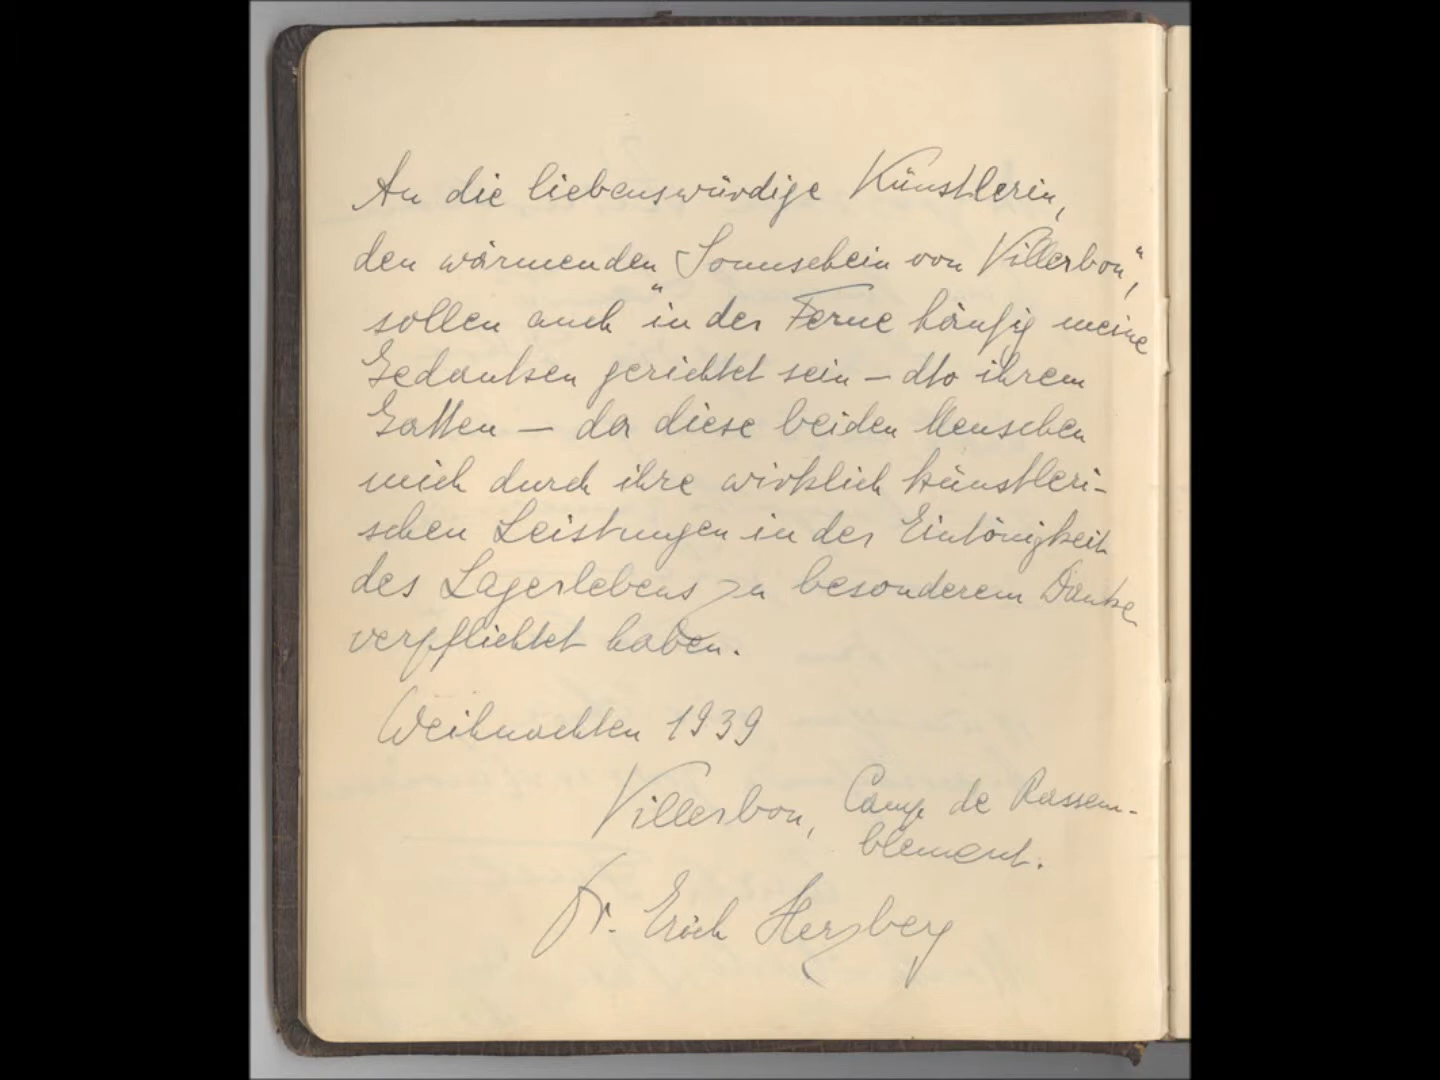 An die liebenswürdige Künstlerin,
den wärmenden „Sonnschein von Villerbon“,
sollen auch in der Ferne häufig meine
Gedanken gerichtet sein – dto ihrem
Gatten – da diese beiden Menschen
mich durch ihre wirklich künstleri-
schen Leistungen in der Eintönigkeit
des Lagerlebens zu besonderem Danke
verpflichtet haben.
Weihnachten 1939
Villerbon, Camp de Rassem-
blement.
Dr. Erich Herzberg